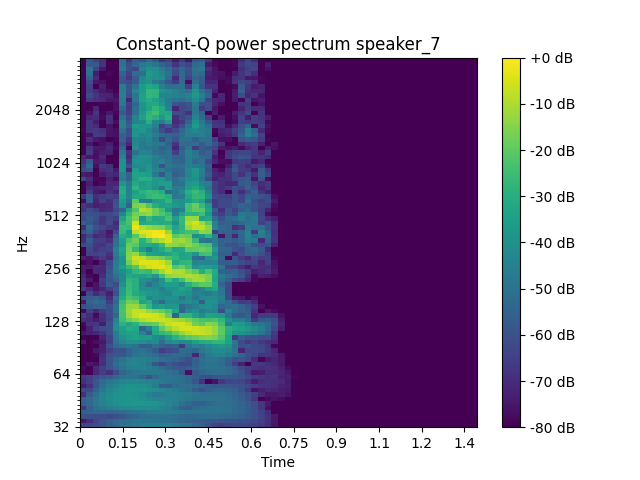 Constant-Q power spectrum speaker_7
+0 dB
-10 dB
-20 dB
-30 dB
-40 dB
-50 dB
-60 dB
-70 dB
-80 dB
Hz
2048
1024
512
256
128
64
32
0 0.15 0.3 0.45 0.6 0.75 0.9 1.1 1.2 1.4
Time